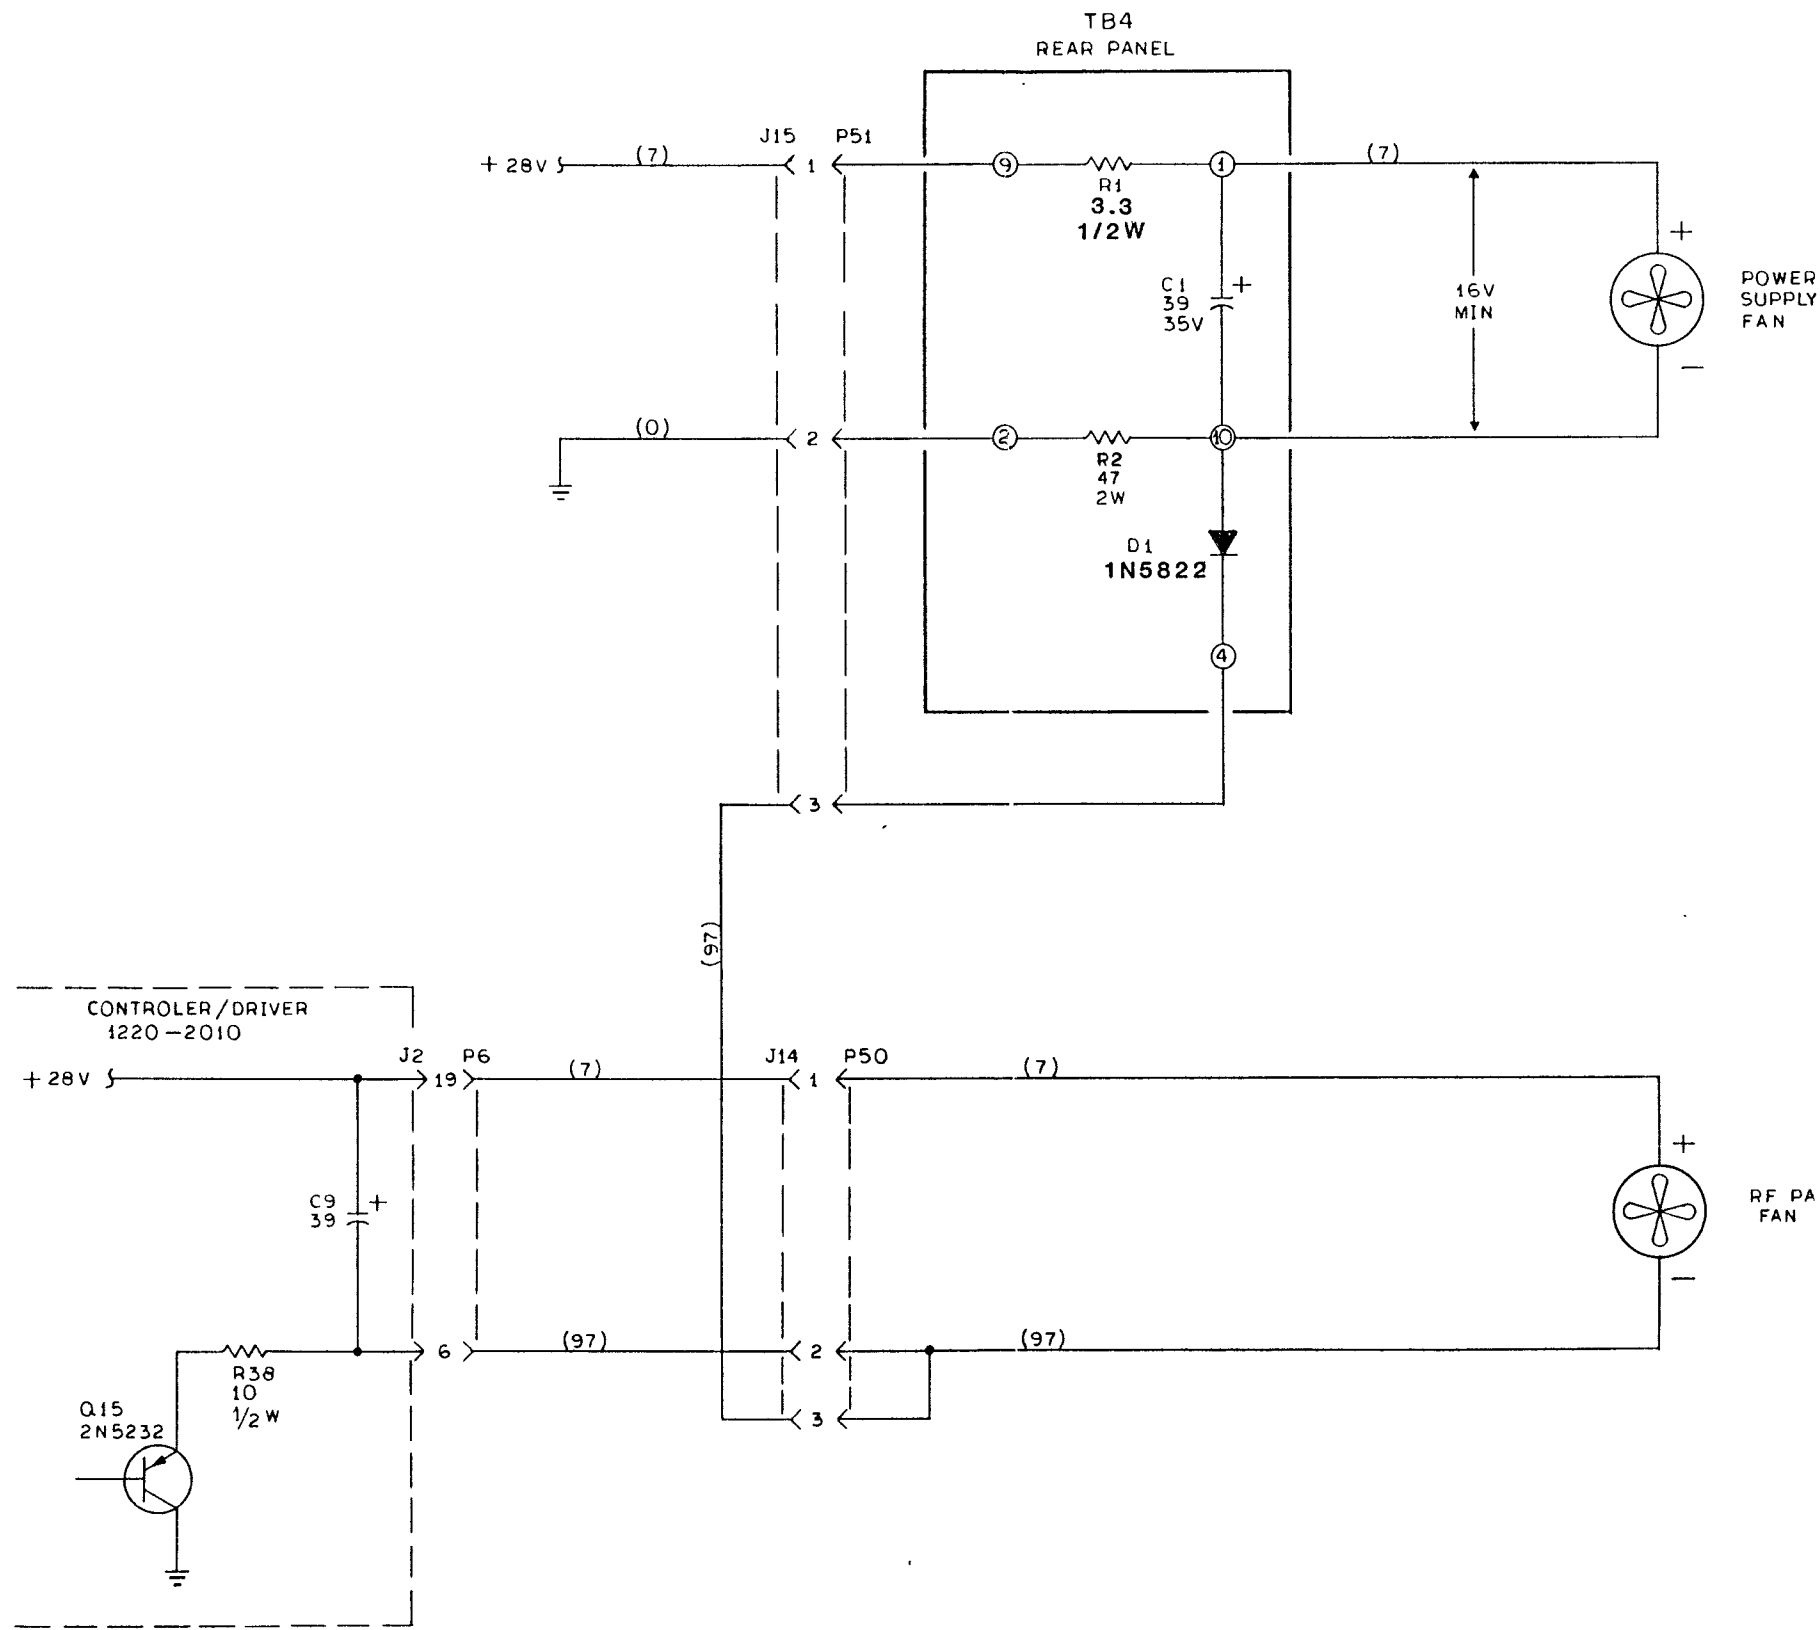 TB4
REAR PANEL
J15 P51
+ 28V (7) 1 9 1 (7)
R1
3.3
1/2W
+
C1 +
39
35V
16V
MIN
POWER
SUPPLY
FAN
—
(0) 2 2 10
R2
47
2W
D1
1N5822
4
3
(97)
CONTROLER/DRIVER
1220-2010
J2 P6 J14 P50
+ 28V 19 (7) 1 (7)
+
C9 +
39
RF PA
FAN
—
6 (97) 2 (97)
R38
10
1/2 W
3
Q15
2N5232